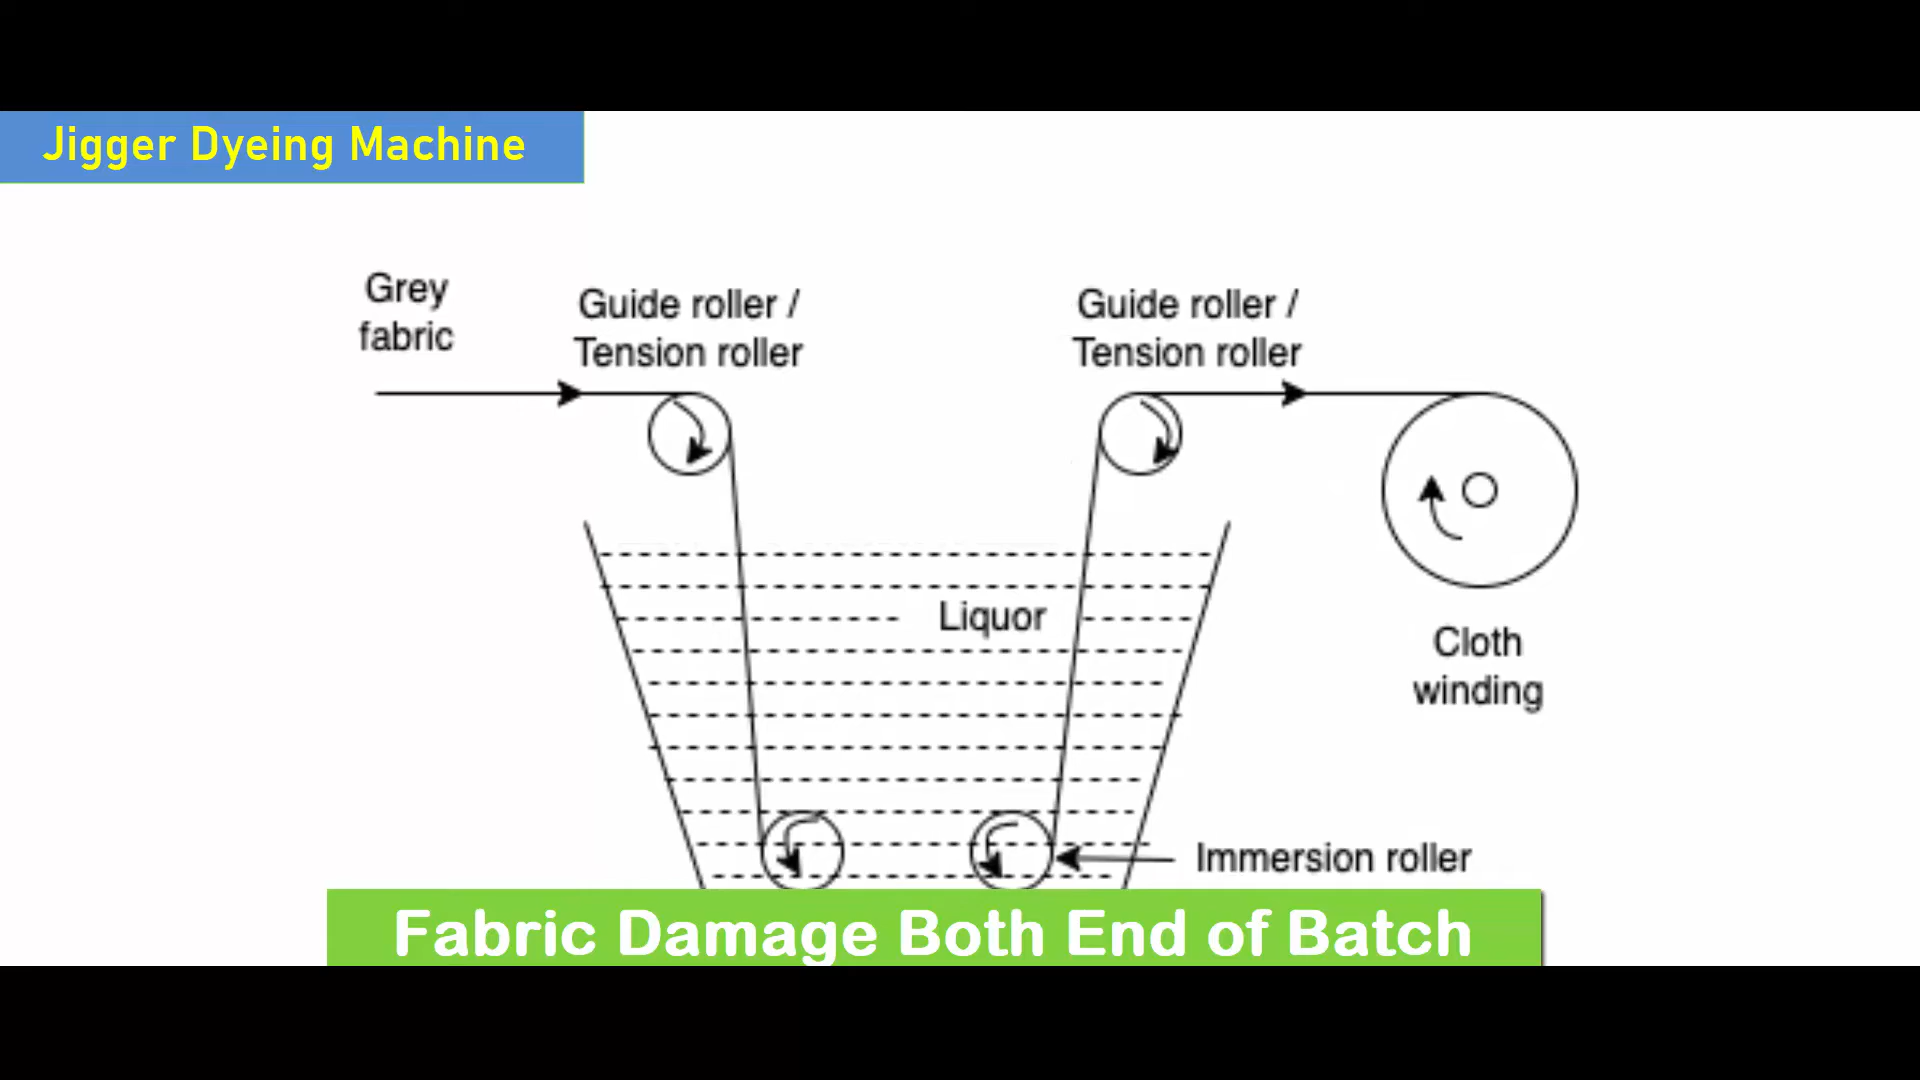 Jigger Dyeing Machine
Grey
fabric
Guide roller /
Tension roller
Guide roller /
Tension roller
Liquor
Cloth
winding
Immersion roller
Fabric Damage Both End of Batch